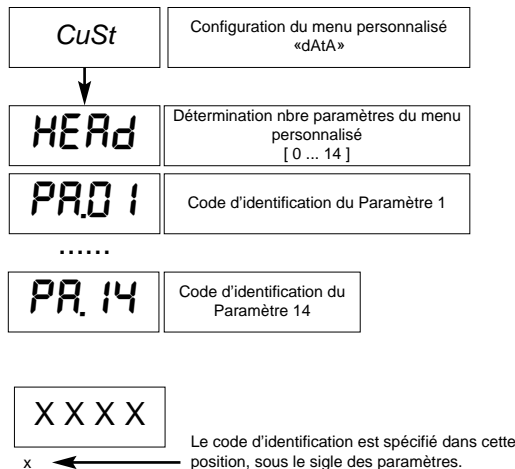 CuSt
Configuration du menu personnalisé
«dAtA»
HEAd
Détermination nbre paramètres du menu
personnalisé
[ 0 ... 14 ]
PA.01
Code d'identification du Paramètre 1
......
PA.14
Code d'identification du
Paramètre 14
X X X X
Le code d'identification est spécifié dans cette
x
position, sous le sigle des paramètres.